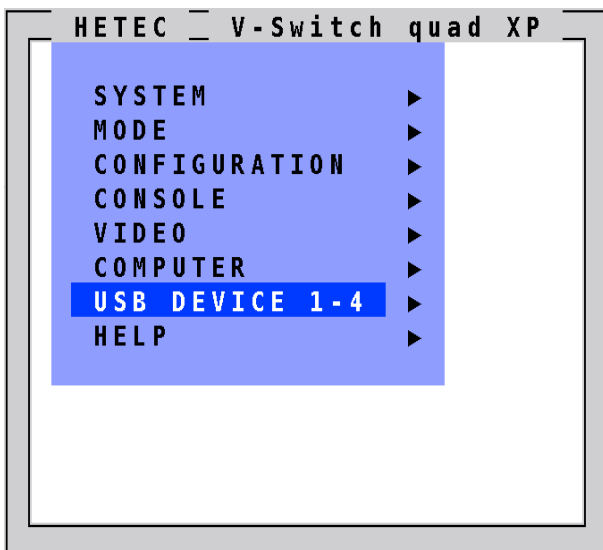 HETEC _ V-Switch quad XP
SYSTEM ▶
MODE ▶
CONFIGURATION ▶
CONSOLE ▶
VIDEO ▶
COMPUTER ▶
USB DEVICE 1-4 ▶
HELP ▶